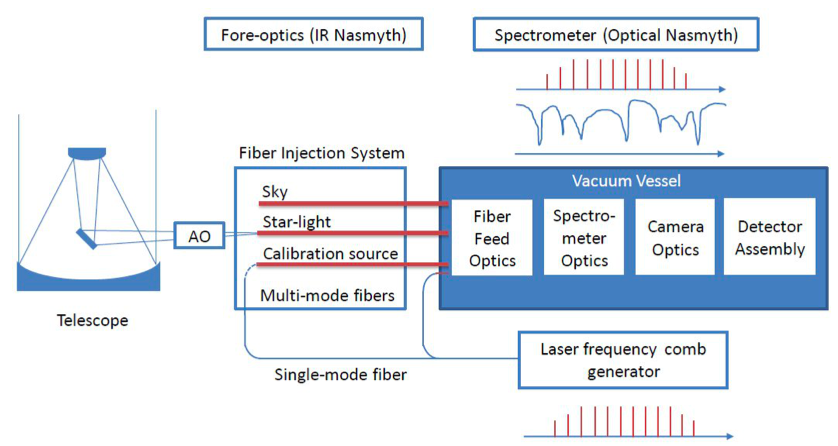 Fore-optics (IR Nasmyth)
Spectrometer (Optical Nasmyth)
Fiber Injection System
Sky
Star-light
Calibration source
Multi-mode fibers
AO
Telescope
Vacuum Vessel
Fiber
Feed
Optics
Spectro-
meter
Optics
Camera
Optics
Detector
Assembly
Laser frequency comb
generator
Single-mode fiber